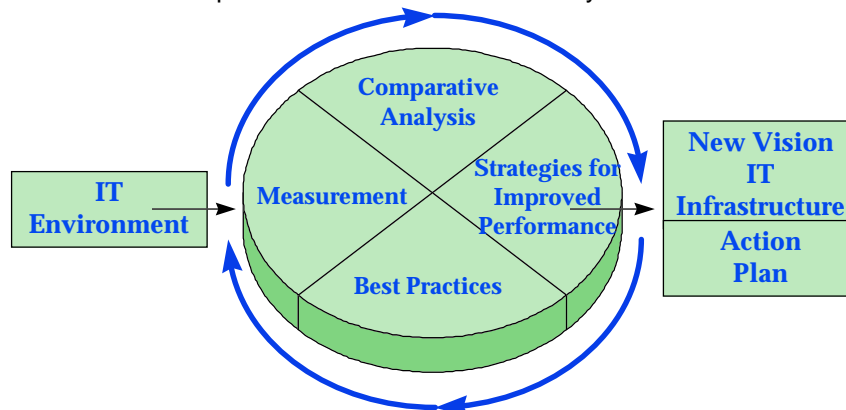 Comparative
Analysis
IT
Environment
Measurement
Strategies for
Improved
Performance
Best Practices
New Vision
IT
Infrastructure
Action
Plan